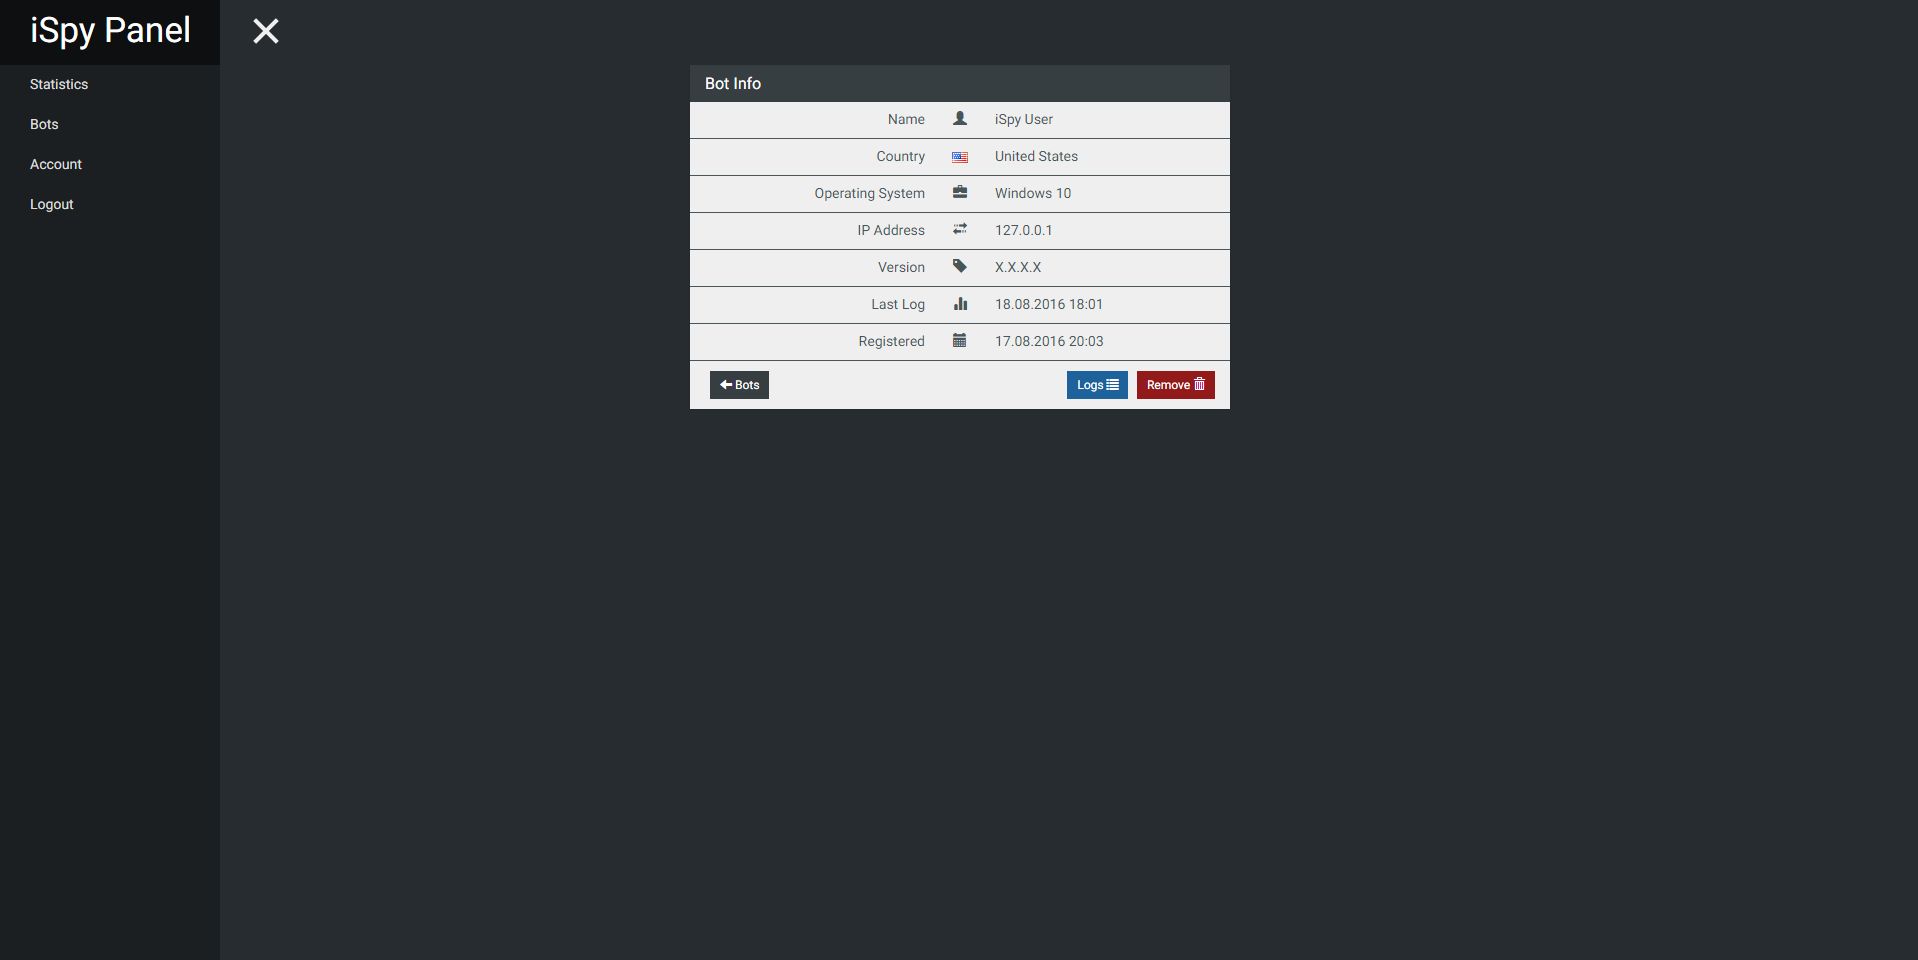 iSpy Panel
Statistics
Bots
Account
Logout
Bot Info
Name iSpy User
Country United States
Operating System Windows 10
IP Address 127.0.0.1
Version X.X.X.X
Last Log 18.08.2016 18:01
Registered 17.08.2016 20:03
Bots Logs Remove